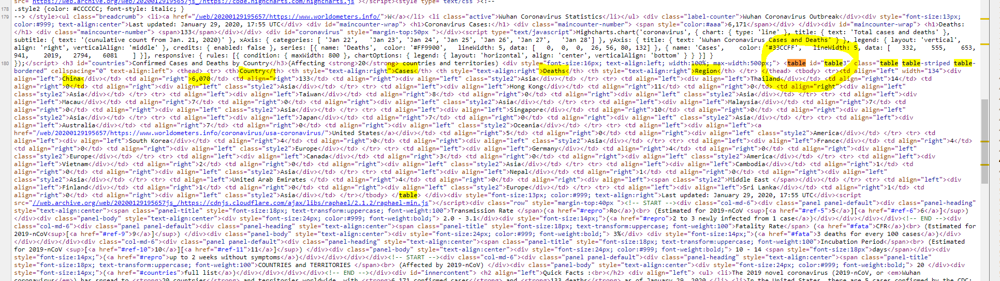 src="https://web.archive.org/web/20200129195657js_/https://code.highcharts.com/highcharts.js"></script><style type="text/css"><!--
178 .style2 {color: #CCCCCC; font-style: italic; }
179 --> </style><ul class="breadcrumb"> <li><a href="/web/20200129195657/https://www.worldometers.info/">W</a></li> <li class="active">Wuhan Coronavirus Statistics</li></ul> <div class="label-counter">Wuhan Coronavirus Outbreak</div><div style="font-size:13px;
color:#999; text-align:center">Last updated: January 29, 2020, 17:55 UTC</div> <div id="maincounter-wrap"> <h1>Coronavirus Cases:</h1> <div class="maincounter-number"> <span style="color:#aaa">6,171</span></div> </div><div id="maincounter-wrap"> <h1>Deaths:
</h1> <div class="maincounter-number"> <span>133</span></div> </div> <div id="coronavirus" style="margin-top:50px "></div><script type="text/javascript">Highcharts.chart('coronavirus', { chart: { type: 'line' }, title: { text: 'Total cases and deaths' },
subtitle: { text: '(cunulative count from Jan. 21, 2020)' }, xAxis: { categories: [ 'Jan 22', 'Jan 23', 'Jan 24', 'Jan 25', 'Jan 26', 'Jan 27', 'Jan 28'] }, yAxis: { title: { text: 'Wuhan Coronavirus Cases and Deaths' } }, legend: { layout: 'vertical',
align: 'right', verticalAlign: 'middle' }, credits: { enabled: false }, series: [{ name: 'Deaths', color: '#FF9900', lineWidth: 5, data: [ 0, 0, 0, 26, 56, 80, 132] }, { name: 'Cases', color: '#33CCFF', lineWidth: 5, data: [ 332, 555, 653,
941, 2019, 2794, 6081 ] }], responsive: { rules: [{ condition: { maxWidth: 800 }, chartOptions: { legend: { layout: 'horizontal', align: 'center', verticalAlign: 'bottom' } } }] }
});</script> <h3 id="countries">Confirmed Cases and Deaths by Country</h3>(Affecting <strong>20</strong> countries and territories) <div style="font-size:16px; text-align:left; width:100%; max-width:500px;"> <table id="table3" class="table table-striped table-
180 bordered" cellspacing="0" text-align:left"> <thead> <tr> <th>Country</th> <th style="text-align:right">Cases</th> <th style="text-align:right">Deaths</th> <th style="text-align:right">Region</th> </tr> </thead> <tbody> <tr><td width="134"><div
align="left">China</div></td> <td align="right">6,070</td> <td align="right">133</td> <td align="right"><div align="left" class="style2">Asia</div></td> </tr> <tr> <td align="left"><div align="left">Thailand</div></td> <td align="right">14</td> <td
align="right">0</td> <td align="right"><div align="left" class="style2">Asia</div></td> </tr> <tr> <td align="left"><div align="left">Hong Kong</div></td> <td align="right">11</td> <td align="right">0</td> <td align="right"><div align="left"
class="style2">Asia</div></td> </tr> <tr> <td align="left"><div align="left">Taiwan</div></td> <td align="right">8</td> <td align="right">0</td> <td align="right"><div align="left" class="style2">Asia</div></td> </tr> <tr> <td align="left"><div
align="left">Macau</div></td> <td align="right">7</td> <td align="right">0</td> <td align="right"><div align="left" class="style2">Asia</div></td> </tr> <tr> <td align="left"><div align="left">Malaysia</div></td> <td align="right">7</td> <td
align="right">0</td> <td align="right"><div align="left" class="style2">Asia</div></td> </tr> <tr> <td align="left"><div align="left">Singapore</div></td> <td align="right">10</td> <td align="right">0</td> <td align="right"><div align="left"
class="style2">Asia</div></td> </tr> <tr> <td align="left"><div align="left">Japan</div></td> <td align="right">7</td> <td align="right">0</td> <td align="right"><div align="left" class="style2">Asia</div></td> </tr> <tr> <td align="left"><div
align="left">Australia</div></td> <td align="right">7</td> <td align="right">0</td> <td align="right"><div align="left" class="style2">Oceania</div></td> </tr> <tr> <td align="left"><div align="left"><a
href="/web/20200129195657/https://www.worldometers.info/coronavirus/usa-coronavirus/">United States</a></div></td> <td align="right">5</td> <td align="right">0</td> <td align="right"><div align="left" class="style2">America</div></td> </tr> <tr> <td
align="left"><div align="left">South Korea</div></td> <td align="right">4</td> <td align="right">0</td> <td align="right"><div align="left" class="style2">Asia</div></td> </tr> <tr> <td align="left"><div align="left">France</div></td> <td align="right">4</td>
<td align="right">0</td> <td align="right"><div align="left" class="style2">Europe</div></td> </tr> <tr> <td align="left"><div align="left">Germany</div></td> <td align="right">4</td> <td align="right">0</td> <td align="right"><div align="left"
class="style2">Europe</div></td> </tr> <tr> <td align="left"><div align="left">Canada</div></td> <td align="right">3</td> <td align="right">0</td> <td align="right"><div align="left" class="style2">America</div></td> </tr> <tr> <td align="left"><div
align="left">Vietnam</div></td> <td align="right">2</td> <td align="right">0</td> <td align="right"><div align="left" class="style2">Asia</div></td> </tr> <tr> <td align="left"><div align="left">Cambodia</div></td> <td align="right">1</td> <td
align="right">0</td> <td align="right"><div align="left" class="style2">Asia</div></td> </tr> <tr> <td align="left"><div align="left">Nepal</div></td> <td align="right">1</td> <td align="right">0</td> <td align="right"><div align="left"
class="style2">Asia</div></td> </tr> <tr> <td align="left">United Arab Emirates </td> <td align="right">4</td> <td align="right">0</td> <td align="left"><span class="style2">Middle East </span></td> </tr> <tr> <td align="left"><div
align="left">Finland</div></td> <td align="right">1</td> <td align="right">0</td> <td align="right"><div align="left" class="style2">Europe</div></td> </tr> <tr> <td align="left"><div align="left">Sri Lanka</div></td> <td align="right">1</td> <td
align="right">0</td> <td align="right"><div align="left" class="style2">Asia</div></td> </tr></tbody> </table> </div><div style="font-size:13px; color:#999; text-align:right">Last updated: January 29, 2020, 17:55 UTC</div><script
src="//web.archive.org/web/20200129195657js_/https://cdnjs.cloudflare.com/ajax/libs/raphael/2.1.2/raphael-min.js"></script><div class="row" style="margin-top:40px "><!-- START --><div class="col-md-6"><div class="panel panel-default"><div class="panel-heading"
style="text-align:center"><span class="panel-title" style="font-size:18px; text-transform:uppercase; font-weight:100">Transmission Rate </span>(<a href="#repro">Ro</a>)<br> (Estimated for 2019-nCoV <sup>[<a href="#ref-5">5</a>][<a href="#ref-6">6</a>]</sup>)
</div><div class="panel-body" style="text-align:center"><div style="font-size:24px; color:#999; font-weight:bold;"> 2.0 - 3.1</div><div style="font-size:14px;">(<a href="#repro">2 to 3 newly infected from 1 case</a>)</div></div></div></div><!-- END --><div
class="col-md-6"><div class="panel panel-default"><div class="panel-heading" style="text-align:center"><span class="panel-title" style="font-size:18px; text-transform:uppercase; font-weight:100">Fatality Rate</span> (<a href="#fata">CFR</a>)<br> (Estimated for
2019-nCoV<sup>[<a href="#ref-9">9</a>]</sup>) </div><div class="panel-body" style="text-align:center"><div style="font-size:24px; color:#999; font-weight:bold;"> 3%</div> <div style="font-size:14px;">(<a href="#fata">3 deaths for every 100 cases</a>)</div>
</div></div></div><div class="col-md-6"><div class="panel panel-default"><div class="panel-heading" style="text-align:center"><span class="panel-title" style="font-size:18px; text-transform:uppercase; font-weight:100">Incubation Period</span><br> (Estimated
for 2019-nCoV <sup>[<a href="#ref-10">10</a>][<a href="#ref-11">11</a>]</sup>) </div><div class="panel-body" style="text-align:center"><div style="font-size:24px; color:#999; font-weight:bold;"> 10 - 14 <span style="font-size:18px">days</span></div><div
style="font-size:14px;">(<a href="#repro">up to 2 weeks without symptoms</a>)</div></div></div></div><!-- START --><div class="col-md-6"><div class="panel panel-default"><div class="panel-heading" style="text-align:center"><span class="panel-title"
style="font-size:18px; text-transform:uppercase; font-weight:100">COUNTRIES and TERRITORIES </span><br> (Affected by 2019-nCoV) </div><div class="panel-body" style="text-align:center"><div style="font-size:24px; color:#999; font-weight:bold;"> 20 </div><div
style="font-size:14px;">(<a href="#countries">full list</a>)</div></div></div></div><!-- END --></div><div id="innercontent"> <h2 align="left">Quick Facts :<br></h2> <div align="left"> <ul> <li>The 2019 novel coronavirus (2019-nCoV, or <em>Wuhan
coronavirus</em>) has spread to <strong>20 countries</strong> and territories worldwide, with <strong>6,171 confirmed cases</strong> and <strong>133 deaths</strong> as of January 29, 2020.</li> <li>In the United States, there are 5 cases confirmed by the CDC: